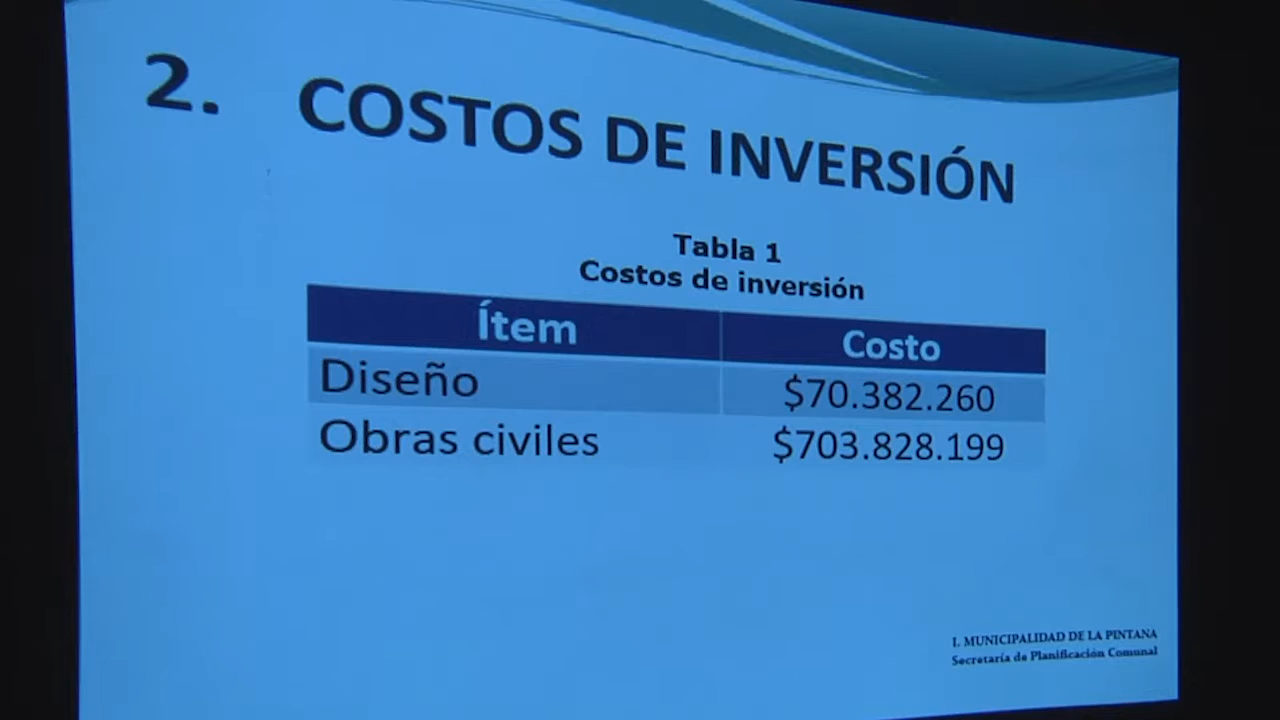 2. COSTOS DE INVERSIÓN
Tabla 1
Costos de inversión
Ítem Costo
Diseño $70.382.260
Obras civiles $703.828.199
I. MUNICIPALIDAD DE LA PINTANA
Secretaría de Planificación Comunal